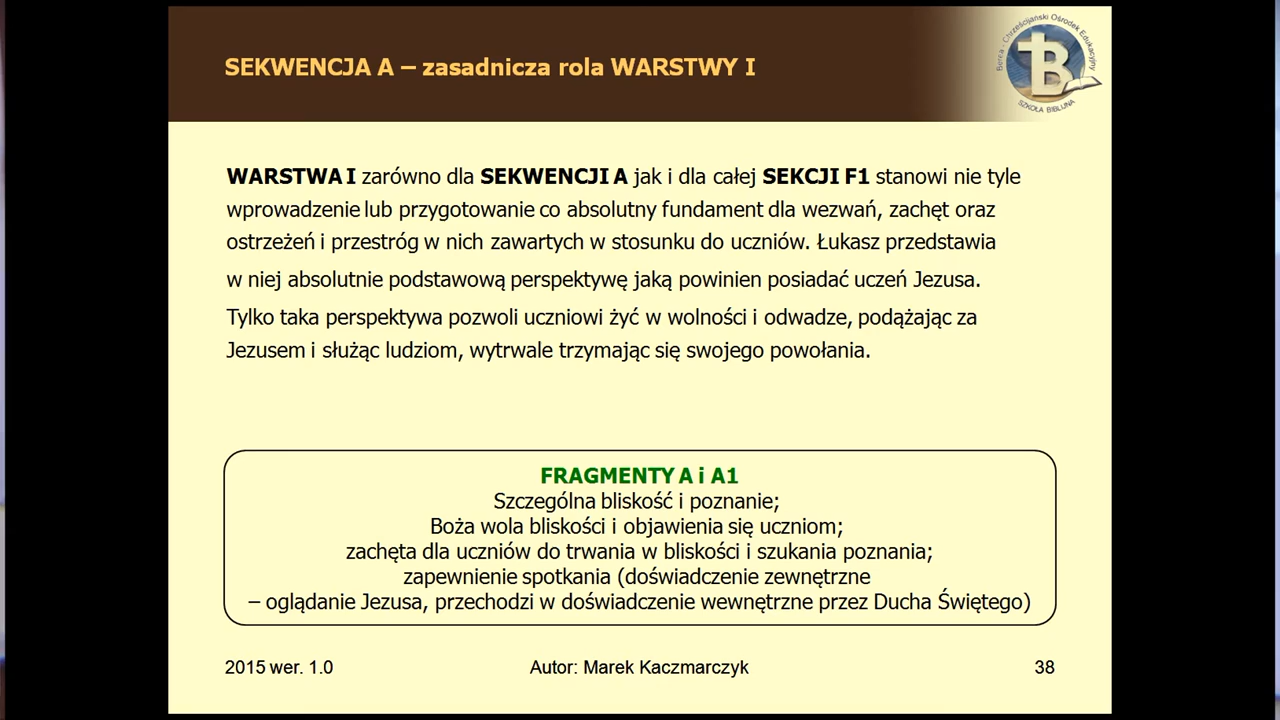 SEKWENCJA A – zasadnicza rola WARSTWY I
Berea - Chrześcijański Ośrodek Edukacyjny
SZKOŁA BIBLIJNA
WARSTWA I zarówno dla SEKWENCJI A jak i dla całej SEKCJI F1 stanowi nie tyle
wprowadzenie lub przygotowanie co absolutny fundament dla wezwań, zachęt oraz
ostrzeżeń i przestróg w nich zawartych w stosunku do uczniów. Łukasz przedstawia
w niej absolutnie podstawową perspektywę jaką powinien posiadać uczeń Jezusa.
Tylko taka perspektywa pozwoli uczniowi żyć w wolności i odwadze, podążając za
Jezusem i służąc ludziom, wytrwale trzymając się swojego powołania.
FRAGMENTY A i A1
Szczególna bliskość i poznanie;
Boża wola bliskości i objawienia się uczniom;
zachęta dla uczniów do trwania w bliskości i szukania poznania;
zapewnienie spotkania (doświadczenie zewnętrzne
– oglądanie Jezusa, przechodzi w doświadczenie wewnętrzne przez Ducha Świętego)
2015 wer. 1.0
Autor: Marek Kaczmarczyk
38